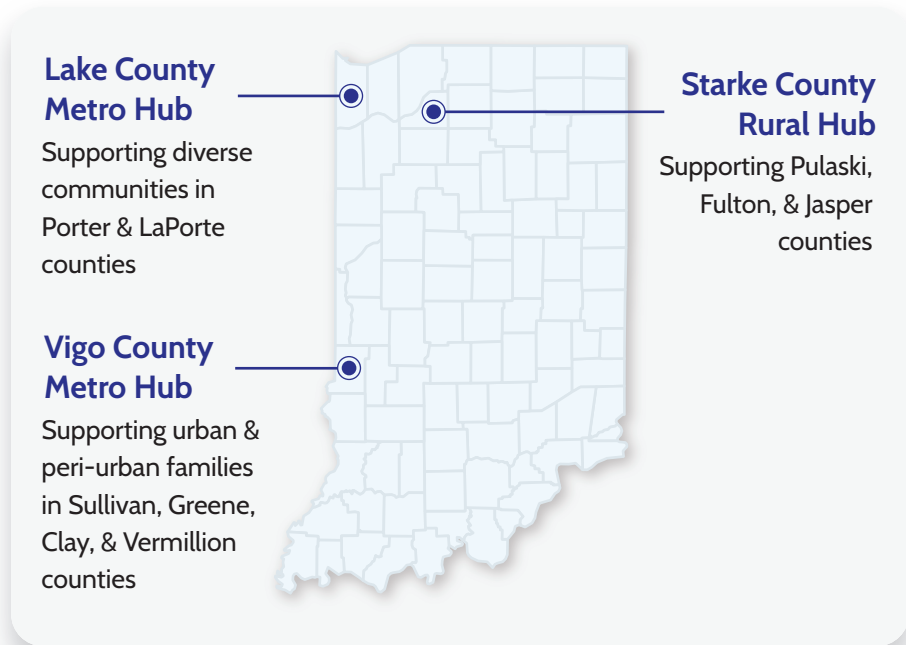 Lake County
Metro Hub
Supporting diverse
communities in
Porter & LaPorte
counties
Starke County
Rural Hub
Supporting Pulaski,
Fulton, & Jasper
counties
Vigo County
Metro Hub
Supporting urban &
peri-urban families
in Sullivan, Greene,
Clay, & Vermillion
counties